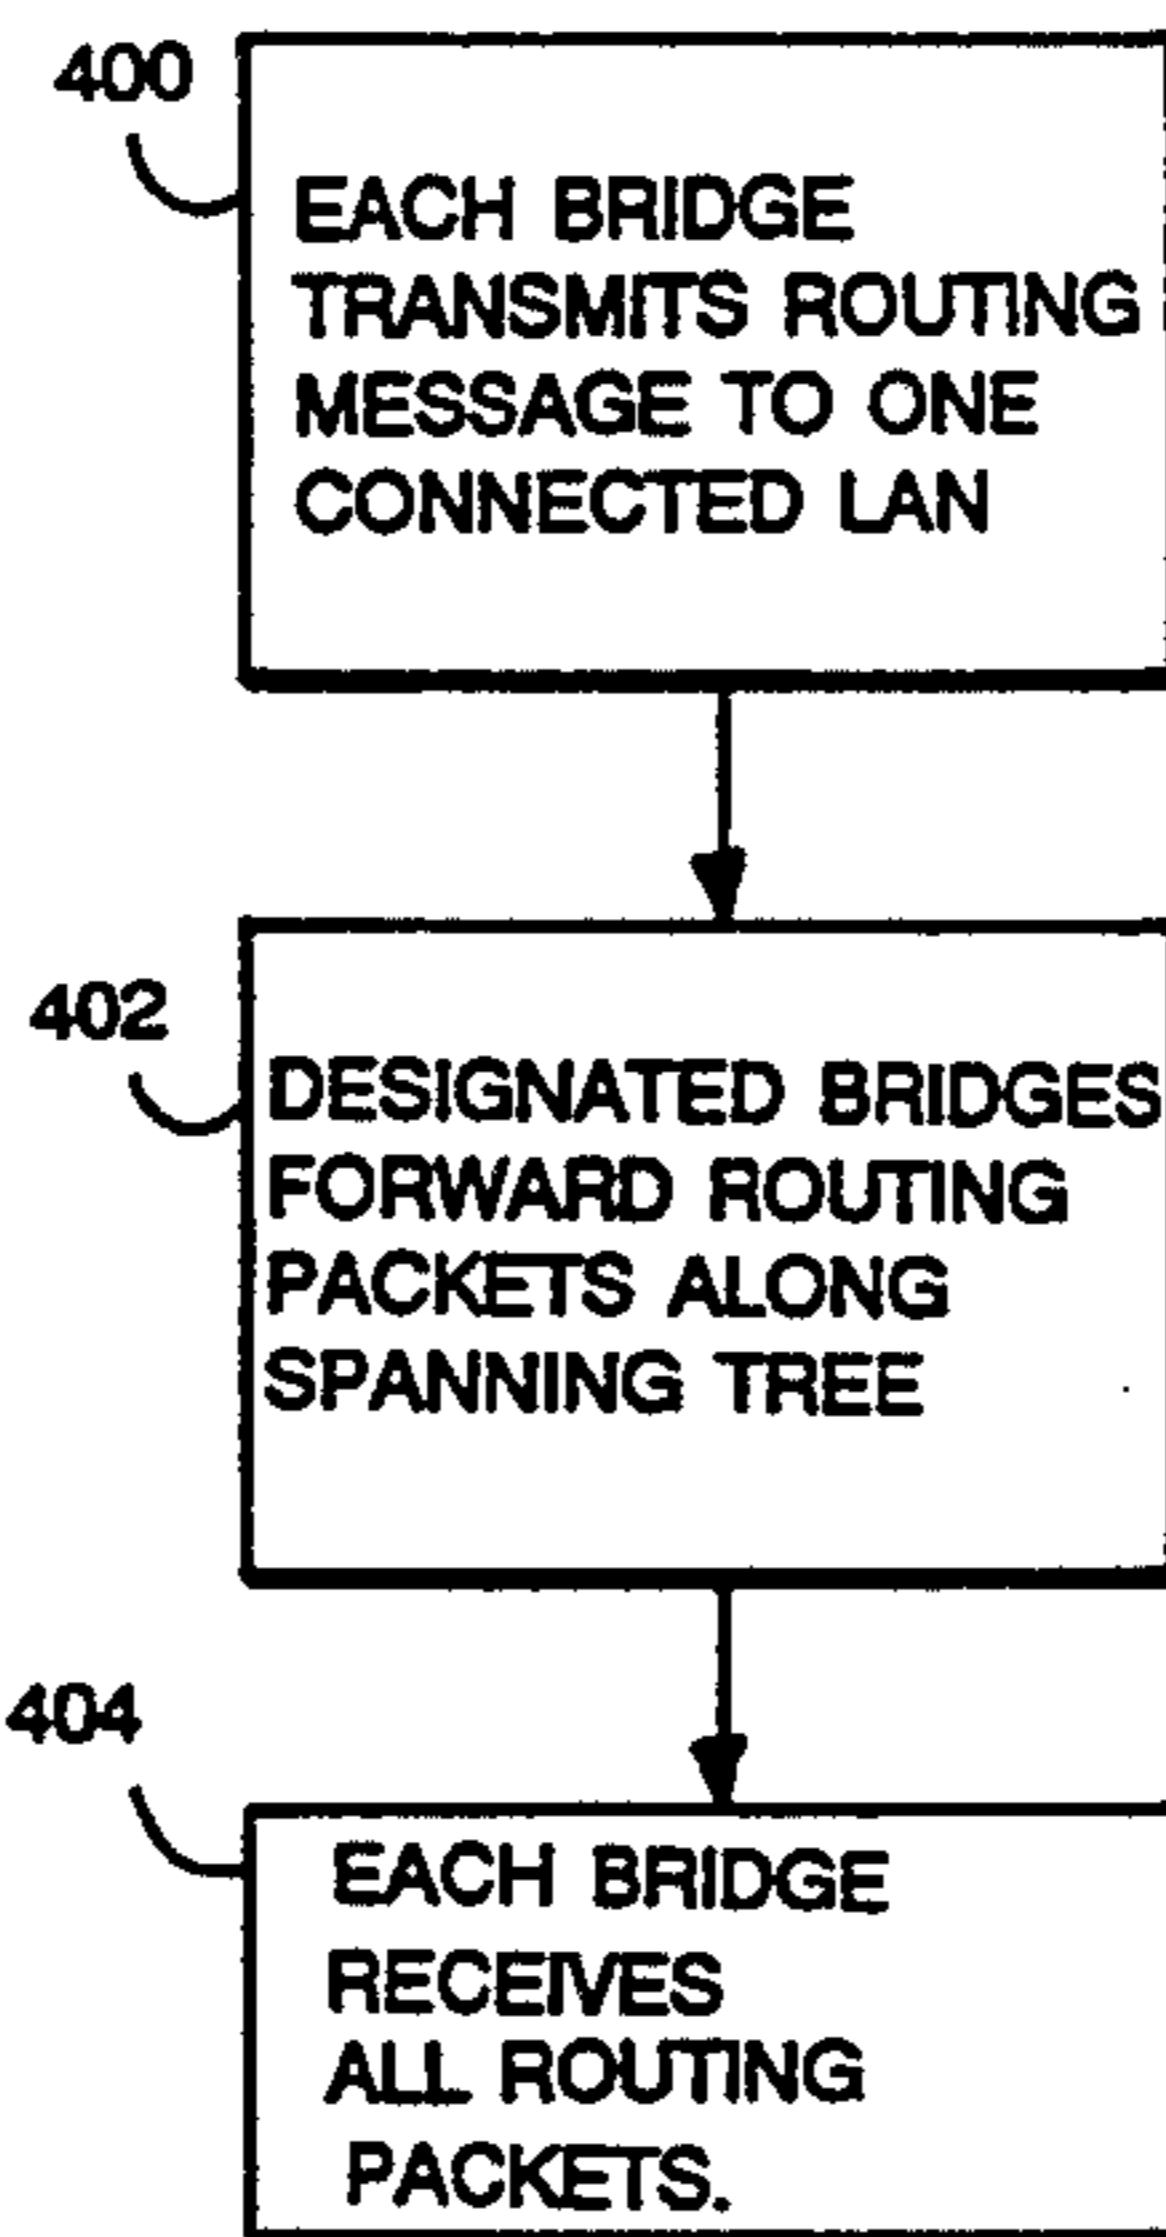 400
EACH BRIDGE
TRANSMITS ROUTING
MESSAGE TO ONE
CONNECTED LAN
402
DESIGNATED BRIDGES
FORWARD ROUTING
PACKETS ALONG
SPANNING TREE
404
EACH BRIDGE
RECEIVES
ALL ROUTING
PACKETS.